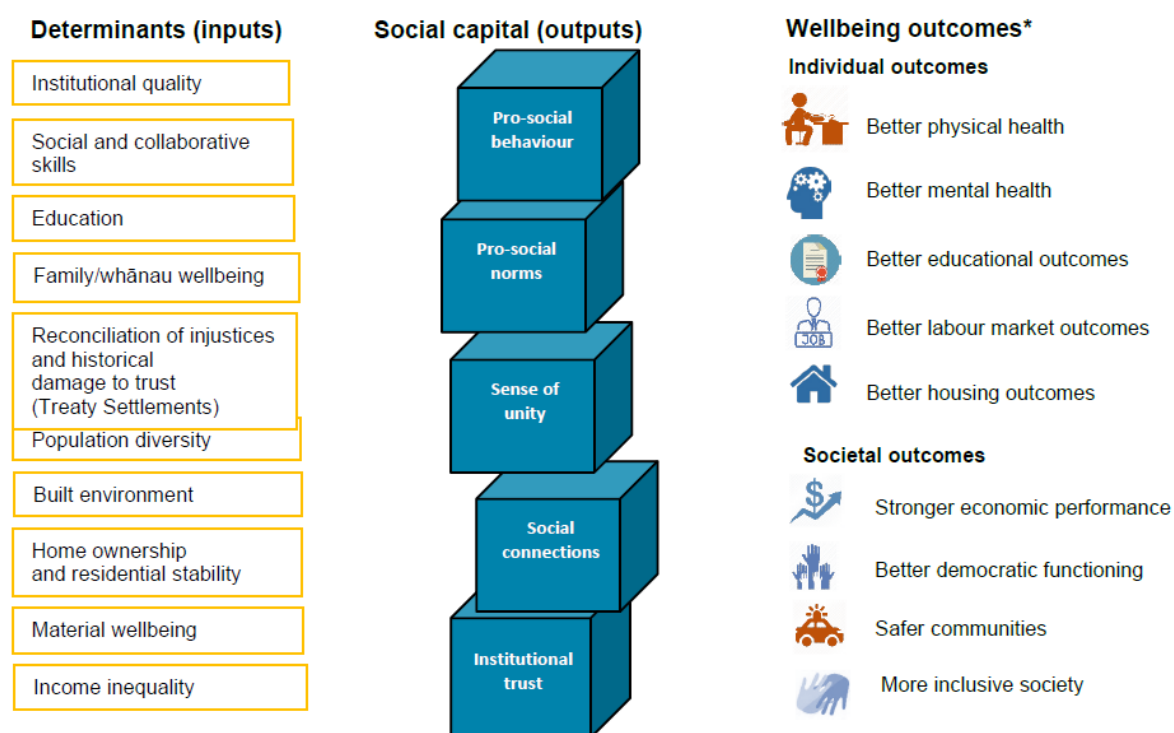 Determinants (inputs)
Institutional quality
Social and collaborative
skills
Education
Family/whānau wellbeing
Reconciliation of injustices
and historical
damage to trust
(Treaty Settlements)
Population diversity
Built environment
Home ownership
and residential stability
Material wellbeing
Income inequality
Social capital (outputs)
Pro-social
behaviour
Pro-social
norms
Sense of
unity
Social
connections
Institutional
trust
Wellbeing outcomes*
Individual outcomes
Better physical health
Better mental health
Better educational outcomes
JOB
Better labour market outcomes
Better housing outcomes
Societal outcomes
$
Stronger economic performance
Better democratic functioning
Safer communities
More inclusive society